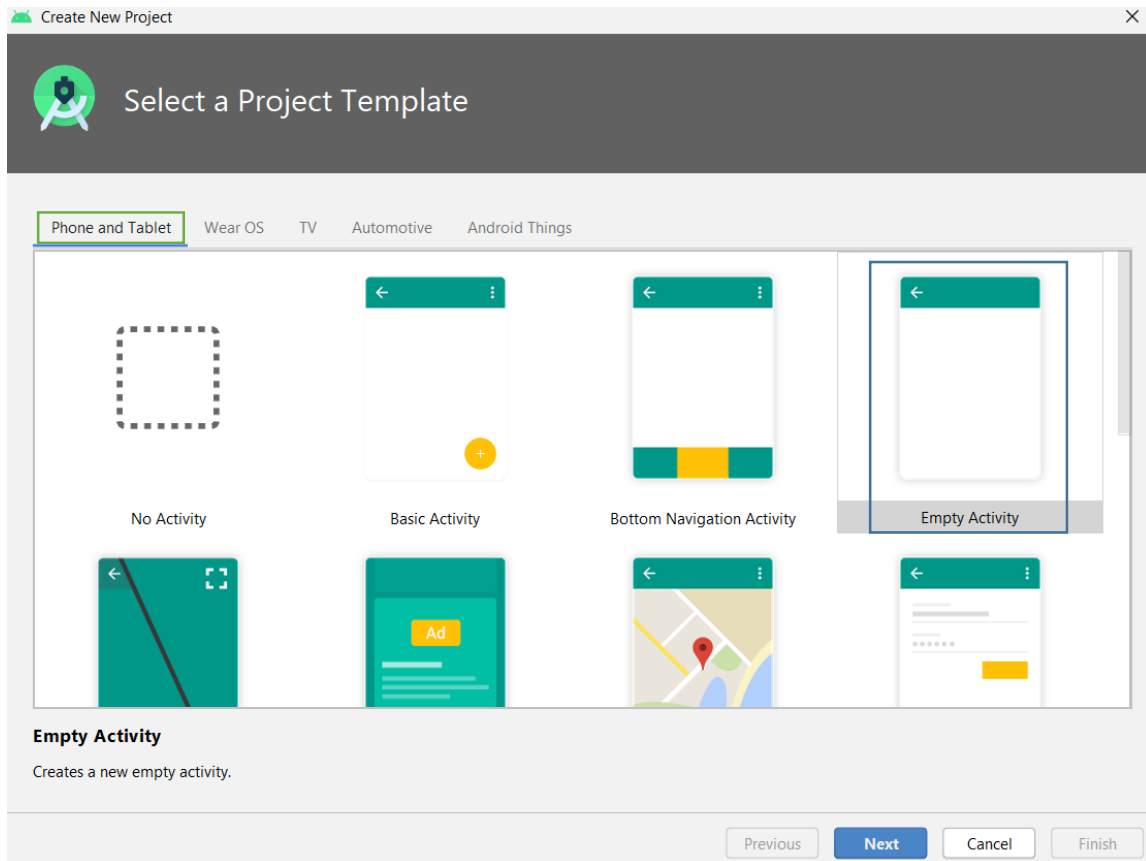 Create New Project
Select a Project Template
Phone and Tablet Wear OS TV Automotive Android Things
No Activity Basic Activity Bottom Navigation Activity Empty Activity
Ad
Empty Activity
Creates a new empty activity.
Previous Next Cancel Finish